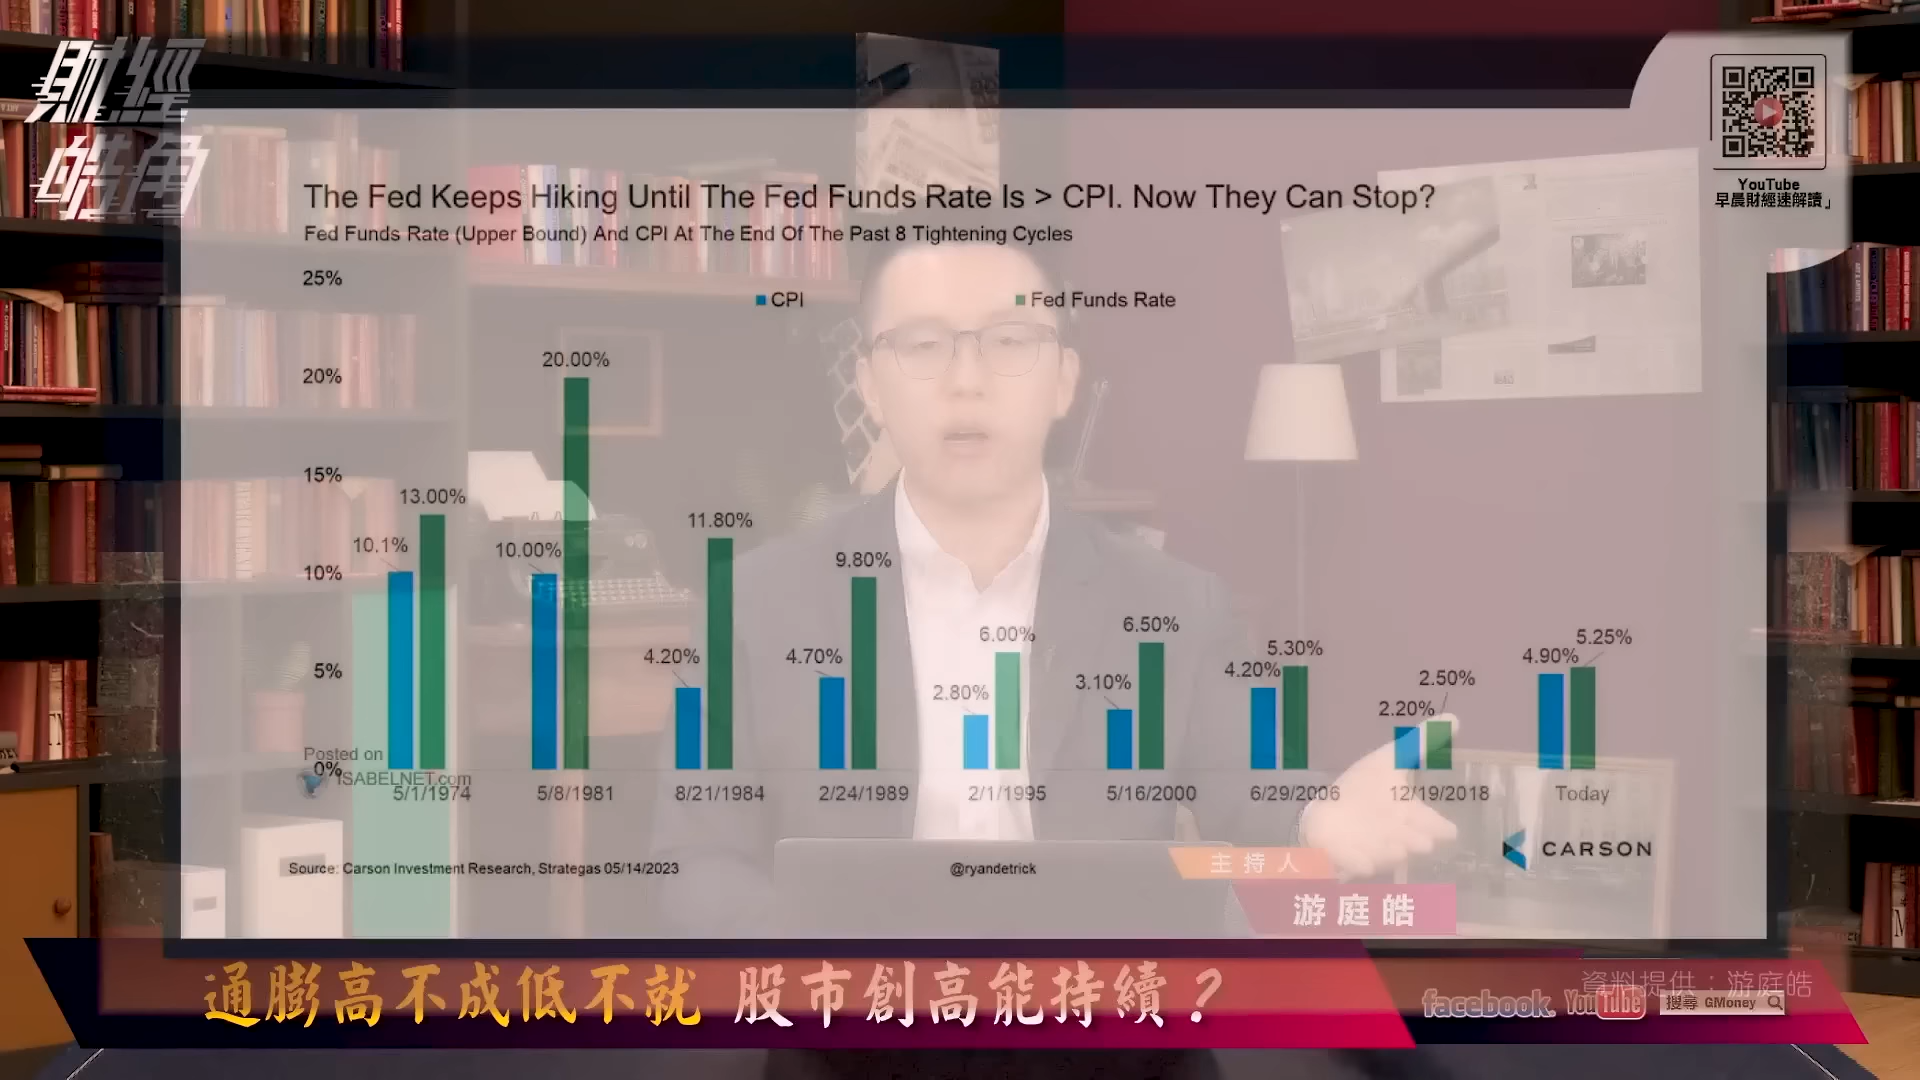 財經
皓角
YouTube
早晨財經速解讀」
The Fed Keeps Hiking Until The Fed Funds Rate Is > CPI. Now They Can Stop?
Fed Funds Rate (Upper Bound) And CPI At The End Of The Past 8 Tightening Cycles
25%
CPI
Fed Funds Rate
20.00%
20%
15%
13.00%
11.80%
10.1%
10.00%
9.80%
10%
6.00%
6.50%
5.30%
5.25%
4.20%
4.70%
4.20%
4.90%
5%
2.80%
3.10%
2.20%
2.50%
Posted on
0%
ISABELNET.com
5/1/1974
5/8/1981
8/21/1984
2/24/1989
2/1/1995
5/16/2000
6/29/2006
12/19/2018
Today
CARSON
Source: Carson Investment Research, Strategas 05/14/2023
@ryandetrick
主持人
游庭皓
通膨高不成低不就 股市創高能持續？
資料提供：游庭皓
facebook. YouTube 搜尋 GMoney